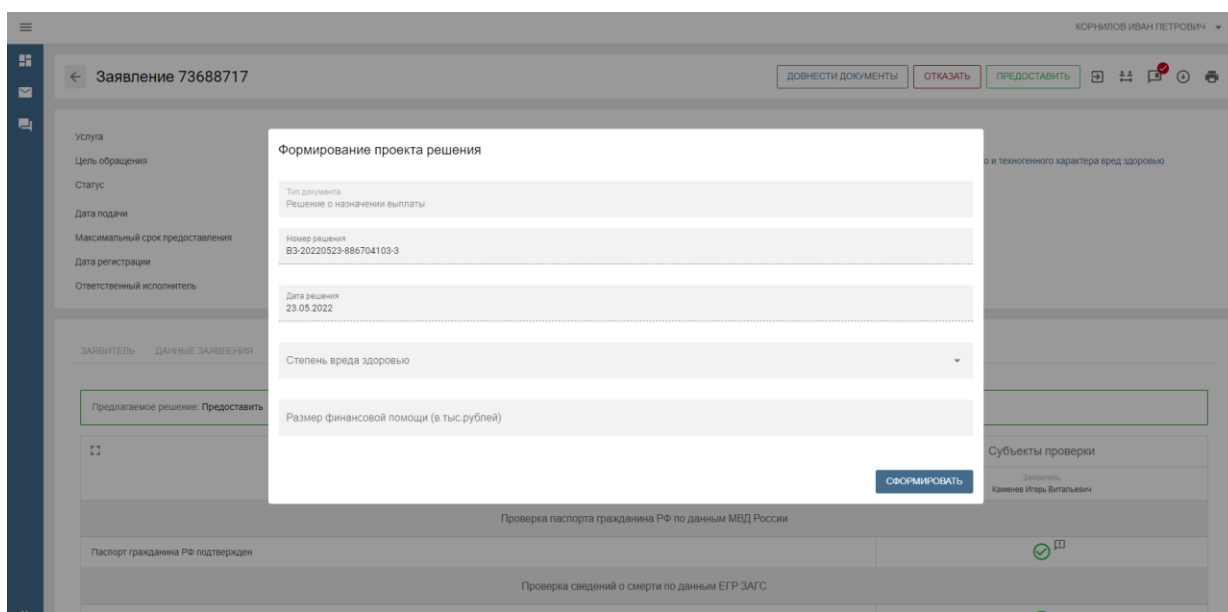 КОРНИЛОВ ИВАН ПЕТРОВИЧ
Заявление 73688717
ДОВНЕСТИ ДОКУМЕНТЫ
ОТКАЗАТЬ
ПРЕДОСТАВИТЬ
Услуга
Цель обращения
о и техногенного характера вред здоровью
Статус
Дата подачи
Максимальный срок предоставления
Дата регистрации
Ответственный исполнитель
Формирование проекта решения
Тип документа
Решение о назначении выплаты
Номер решения
ВЗ-20220523-886704103-3
Дата решения
23.05.2022
Степень вреда здоровью
Размер финансовой помощи (в тыс.рублей)
СФОРМИРОВАТЬ
ЗАЯВИТЕЛЬ ДАННЫЕ ЗАЯВЛЕНИЯ
Предлагаемое решение: Предоставить
Субъекты проверки
Заявитель
Каменев Игорь Витальевич
Проверка паспорта гражданина РФ по данным МВД России
Паспорт гражданина РФ подтвержден
Проверка сведений о смерти по данным ЕГР ЗАГС